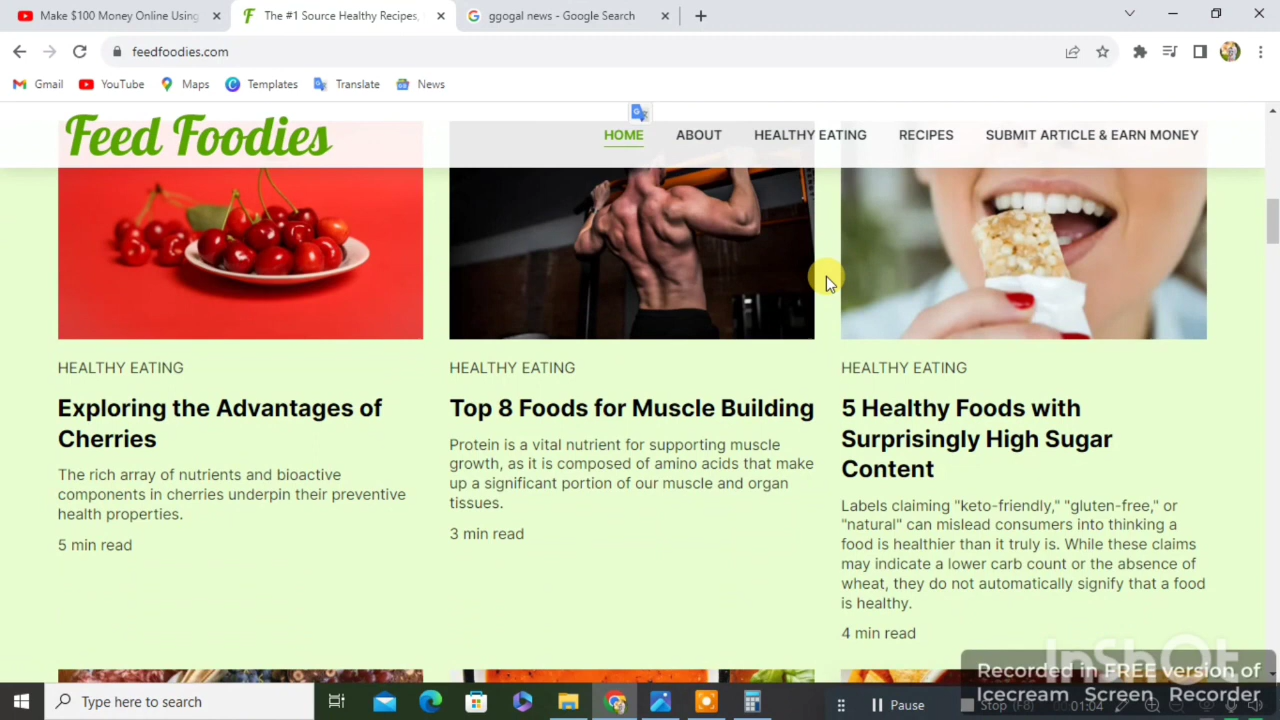 Make $100 Money Online Using
The #1 Source Healthy Recipes,
ggogal news - Google Search
feedfoodies.com
Gmail
YouTube
Maps
Templates
Translate
News
Feed Foodies
HOME
ABOUT
HEALTHY EATING
RECIPES
SUBMIT ARTICLE & EARN MONEY
HEALTHY EATING
Exploring the Advantages of
Cherries
The rich array of nutrients and bioactive
components in cherries underpin their preventive
health properties.
5 min read
HEALTHY EATING
Top 8 Foods for Muscle Building
Protein is a vital nutrient for supporting muscle
growth, as it is composed of amino acids that make
up a significant portion of our muscle and organ
tissues.
3 min read
HEALTHY EATING
5 Healthy Foods with
Surprisingly High Sugar
Content
Labels claiming "keto-friendly," "gluten-free," or
"natural" can mislead consumers into thinking a
food is healthier than it truly is. While these claims
may indicate a lower carb count or the absence of
wheat, they do not automatically signify that a food
is healthy.
4 min read
InShOt
Recorded in FREE version of
Icecream Screen Recorder
Type here to search
Pause
Stop (F8)
00:01:04